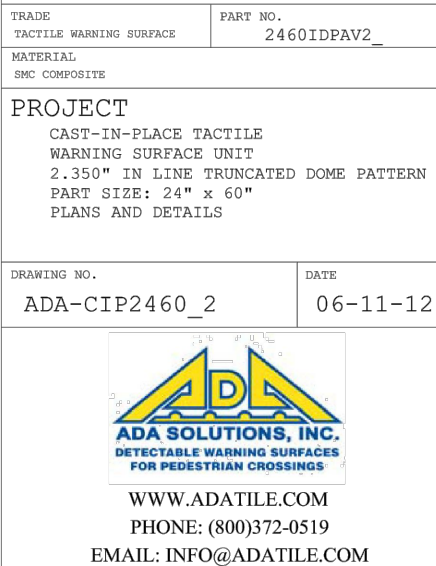 TRADE
TACTILE WARNING SURFACE
PART NO.
2460IDPAV2_
MATERIAL
SMC COMPOSITE
PROJECT
CAST-IN-PLACE TACTILE
WARNING SURFACE UNIT
2.350" IN LINE TRUNCATED DOME PATTERN
PART SIZE: 24" x 60"
PLANS AND DETAILS
DRAWING NO.
ADA-CIP2460_2
DATE
06-11-12
ADA
ADA SOLUTIONS, INC.
DETECTABLE WARNING SURFACES
FOR PEDESTRIAN CROSSINGS
WWW.ADATILE.COM
PHONE: (800)372-0519
EMAIL: INFO@ADATILE.COM